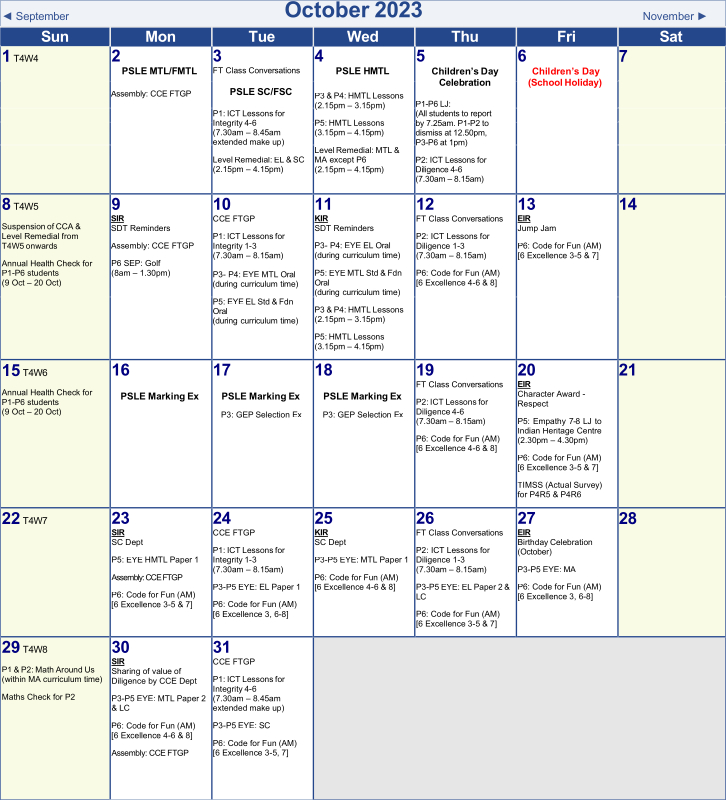 ◄ September
October 2023
November ►
Sun Mon Tue Wed Thu Fri Sat
1 T4W4
2
PSLE MTL/FMTL
Assembly: CCE FTGP
3
FT Class Conversations
PSLE SC/FSC
P1: ICT Lessons for
Integrity 4-6
(7.30am – 8.45am
extended make up)
Level Remedial: EL & SC
(2.15pm – 4.15pm)
4
PSLE HMTL
P3 & P4: HMTL Lessons
(2.15pm – 3.15pm)
P5: HMTL Lessons
(3.15pm – 4.15pm)
Level Remedial: MTL &
MA except P6
(2.15pm – 4.15pm)
5
Children's Day
Celebration
P1-P6 LJ:
(All students to report
by 7.25am. P1-P2 to
dismiss at 12.50pm,
P3-P6 at 1pm)
P2: ICT Lessons for
Diligence 4-6
(7.30am – 8.15am)
6
Children's Day
(School Holiday)
7
8 T4W5
Suspension of CCA &
Level Remedial from
T4W5 onwards
Annual Health Check for
P1-P6 students
(9 Oct – 20 Oct)
9
SIR
SDT Reminders
Assembly: CCE FTGP
P6 SEP: Golf
(8am – 1.30pm)
10
CCE FTGP
P1: ICT Lessons for
Integrity 1-3
(7.30am – 8.15am)
P3- P4: EYE MTL Oral
(during curriculum time)
P5: EYE EL Std & Fdn
Oral
(during curriculum time)
11
KIR
SDT Reminders
P3- P4: EYE EL Oral
(during curriculum time)
P5: EYE MTL Std & Fdn
Oral
(during curriculum time)
P3 & P4: HMTL Lessons
(2.15pm – 3.15pm)
P5: HMTL Lessons
(3.15pm – 4.15pm)
12
FT Class Conversations
P2: ICT Lessons for
Diligence 1-3
(7.30am – 8.15am)
P6: Code for Fun (AM)
[6 Excellence 4-6 & 8]
13
EIR
Jump Jam
P6: Code for Fun (AM)
[6 Excellence 3-5 & 7]
14
15 T4W6
Annual Health Check for
P1-P6 students
(9 Oct – 20 Oct)
16
PSLE Marking Ex
17
PSLE Marking Ex
P3: GEP Selection Ex
18
PSLE Marking Ex
P3: GEP Selection Ex
19
FT Class Conversations
P2: ICT Lessons for
Diligence 4-6
(7.30am – 8.15am)
P6: Code for Fun (AM)
[6 Excellence 4-6 & 8]
20
EIR
Character Award -
Respect
P5: Empathy 7-8 LJ to
Indian Heritage Centre
(2.30pm – 4.30pm)
P6: Code for Fun (AM)
[6 Excellence 3-5 & 7]
TIMSS (Actual Survey)
for P4R5 & P4R6
21
22 T4W7
23
SIR
SC Dept
P5: EYE HMTL Paper 1
Assembly: CCE FTGP
P6: Code for Fun (AM)
[6 Excellence 3-5 & 7]
24
CCE FTGP
P1: ICT Lessons for
Integrity 1-3
(7.30am – 8.15am)
P3-P5 EYE: EL Paper 1
P6: Code for Fun (AM)
[6 Excellence 3, 6-8]
25
KIR
SC Dept
P3-P5 EYE: MTL Paper 1
P6: Code for Fun (AM)
[6 Excellence 4-6 & 8]
26
FT Class Conversations
P2: ICT Lessons for
Diligence 1-3
(7.30am – 8.15am)
P3-P5 EYE: EL Paper 2 &
LC
P6: Code for Fun (AM)
[6 Excellence 3-5 & 7]
27
EIR
Birthday Celebration
(October)
P3-P5 EYE: MA
P6: Code for Fun (AM)
[6 Excellence 3, 6-8]
28
29 T4W8
P1 & P2: Math Around Us
(within MA curriculum time)
Maths Check for P2
30
SIR
Sharing of value of
Diligence by CCE Dept
P3-P5 EYE: MTL Paper 2
& LC
P6: Code for Fun (AM)
[6 Excellence 4-6 & 8]
Assembly: CCE FTGP
31
CCE FTGP
P1: ICT Lessons for
Integrity 4-6
(7.30am – 8.45am
extended make up)
P3-P5 EYE: SC
P6: Code for Fun (AM)
[6 Excellence 3-5, 7]